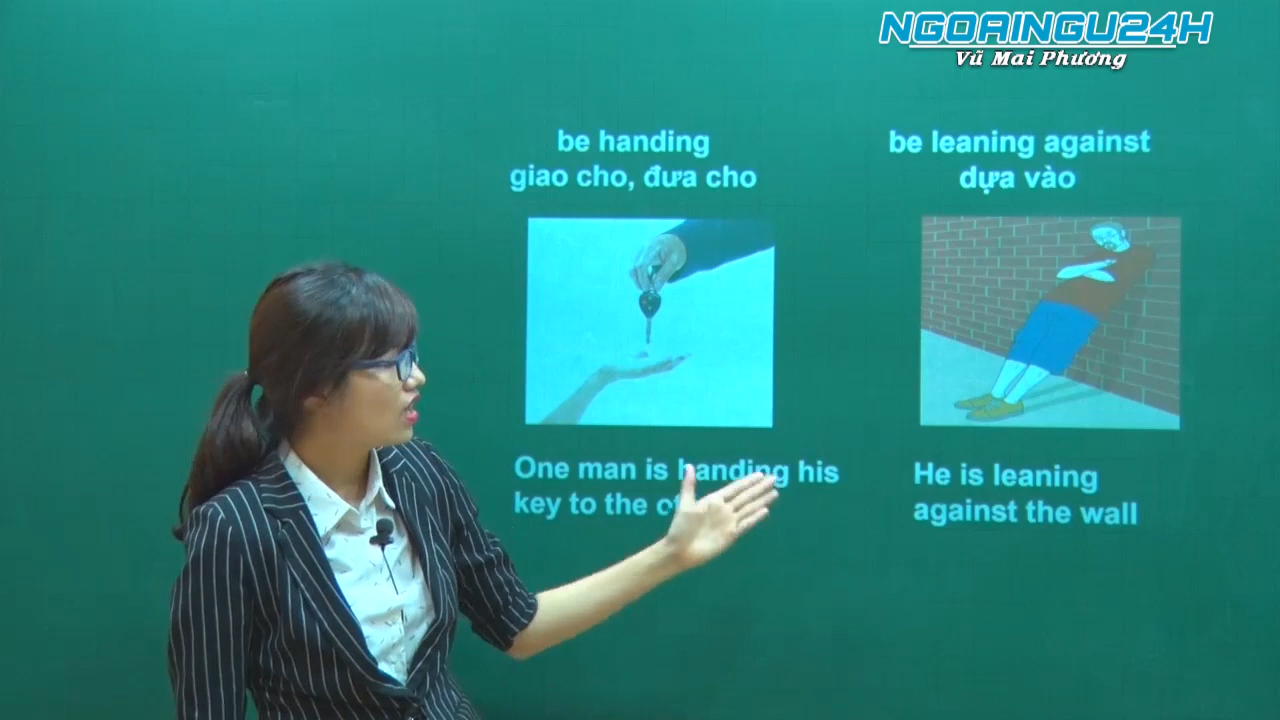 NGOAINGU24H
Vũ Mai Phương
be handing
giao cho, đưa cho
be leaning against
dựa vào
One man is handing his
key to the
He is leaning
against the wall